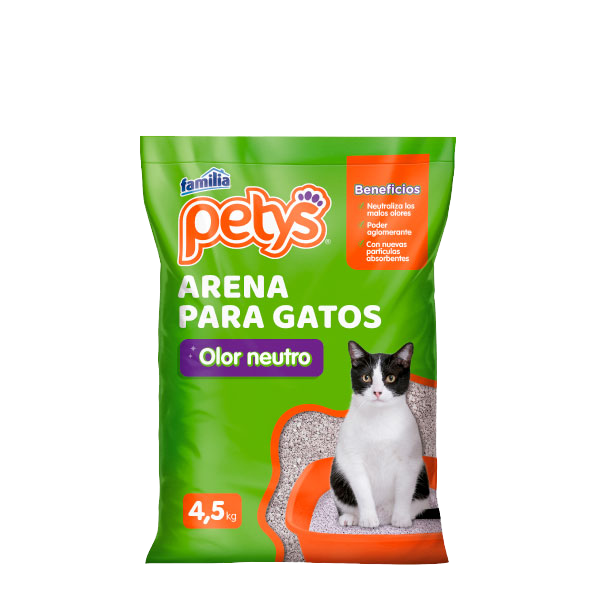 familia
petys®
ARENA
PARA GATOS
Olor neutro
4,5 kg
Beneficios
Neutraliza los
malos olores
Poder
aglomerante
Con nuevas
partículas
absorbentes